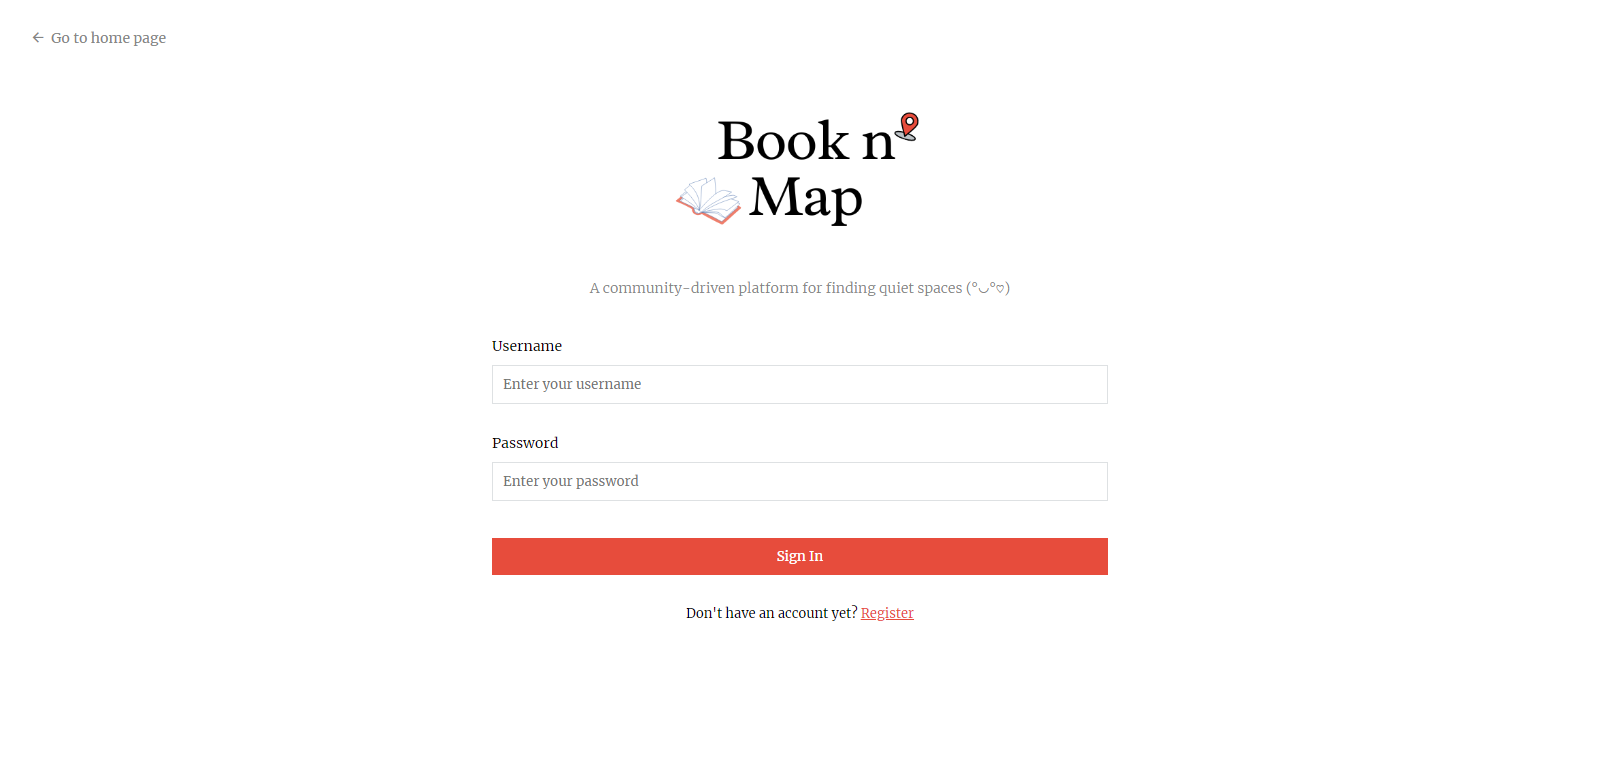 ← Go to home page
Book n
Map
A community-driven platform for finding quiet spaces (°◡°♡)
Username
Enter your username
Password
Enter your password
Sign In
Don't have an account yet? Register